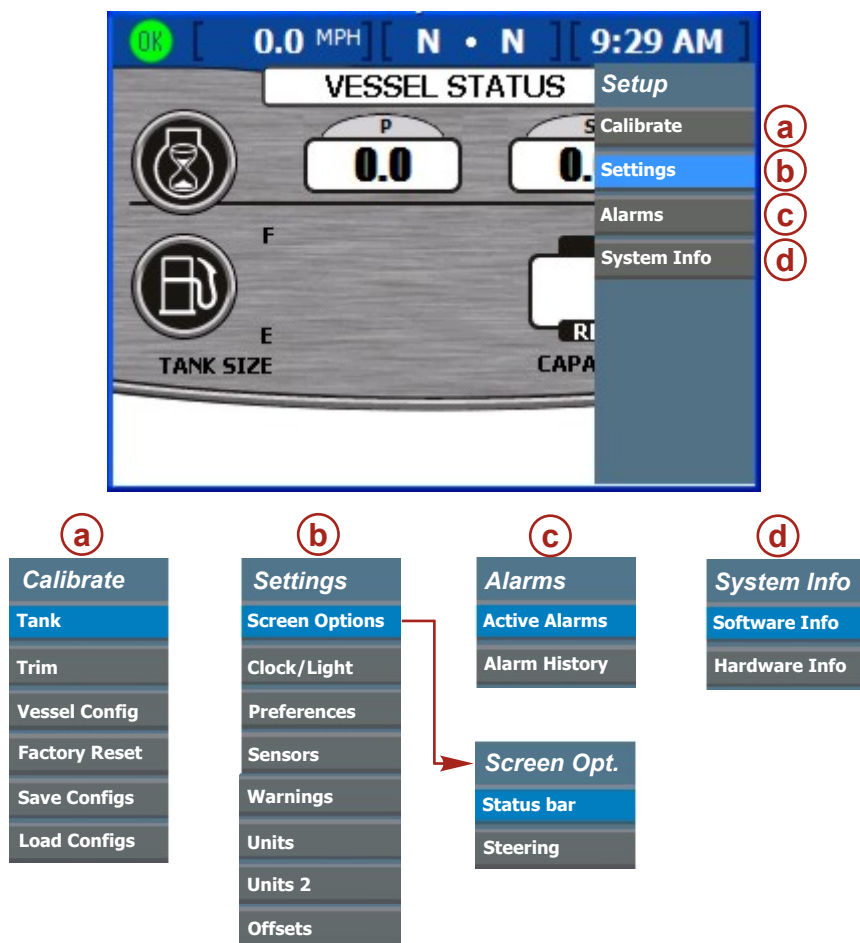 OK [ 0.0 MPH ] [ N • N ] [ 9:29 AM ]
VESSEL STATUS
Setup
P
S
Calibrate
a
0.0
0.
Settings
b
Alarms
c
F
System Info
d
E
TANK SIZE
CAPA
a
b
c
d
Calibrate
Tank
Trim
Vessel Config
Factory Reset
Save Configs
Load Configs
Settings
Screen Options
Clock/Light
Preferences
Sensors
Warnings
Units
Units 2
Offsets
Alarms
Active Alarms
Alarm History
Screen Opt.
Status bar
Steering
System Info
Software Info
Hardware Info